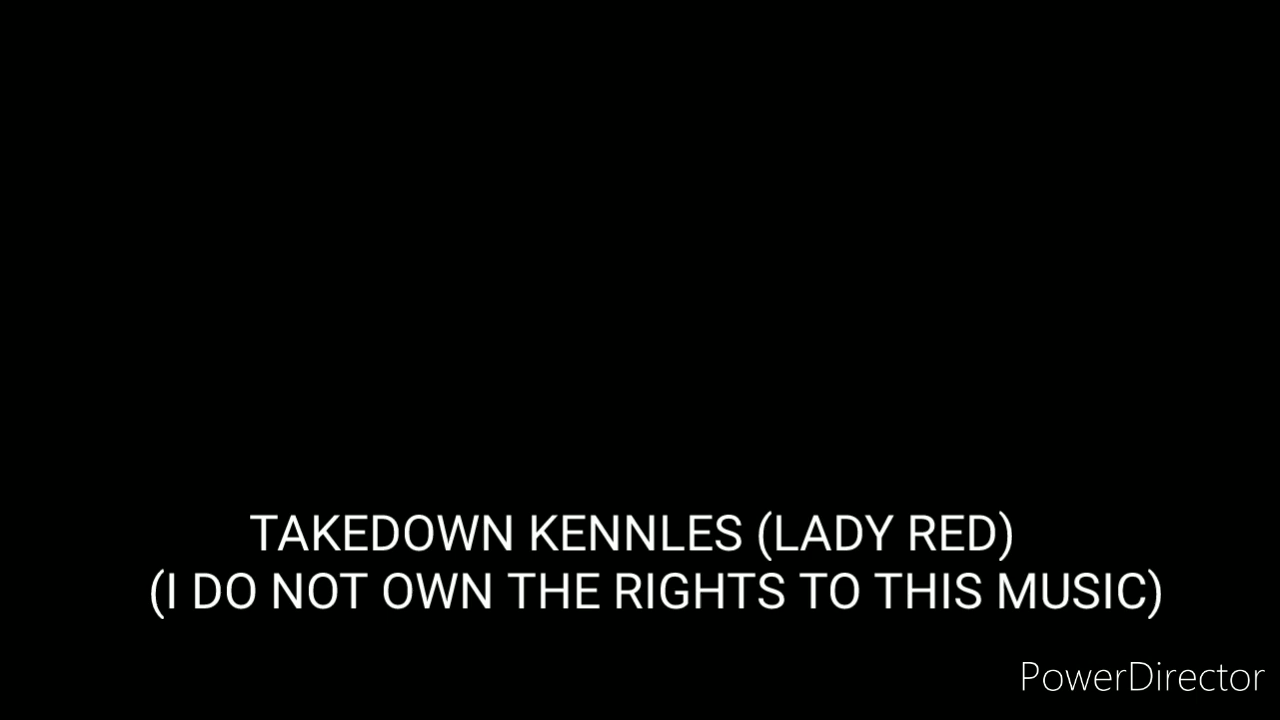 TAKEDOWN KENNLES (LADY RED)
(I DO NOT OWN THE RIGHTS TO THIS MUSIC)
PowerDirector